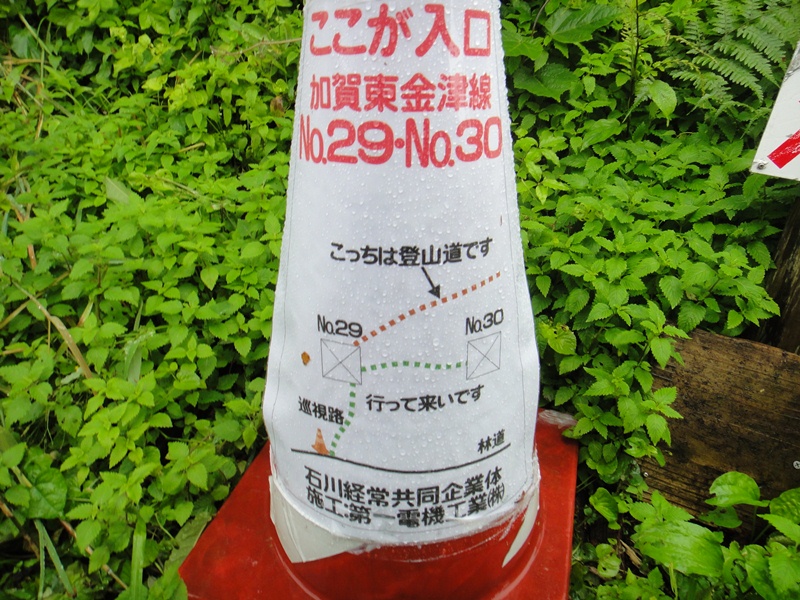 ここが入口
加賀東金津線
No.29・No.30
こっちは登山道です
No.29
No.30
行って来いです
巡視路
林道
石川経常共同企業体
施工:第一電機工業(株)